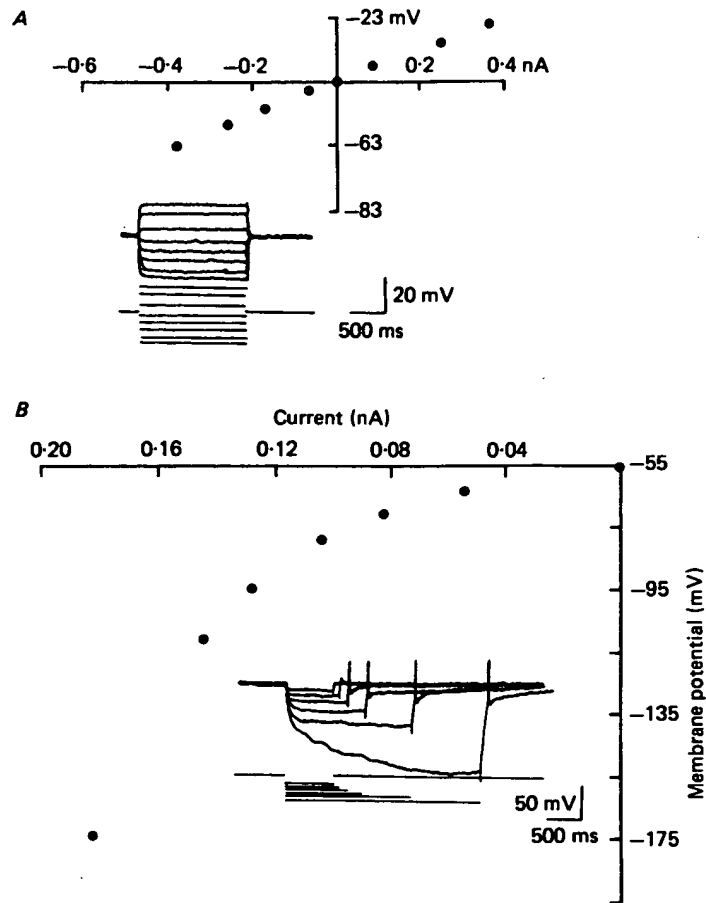 A
−23 mV
−0·6 −0·4 −0·2 0·2 0·4 nA
−63
−83
20 mV
500 ms
B
Current (nA)
0·20 0·16 0·12 0·08 0·04
−55
−95
−135
−175
Membrane potential (mV)
50 mV
500 ms